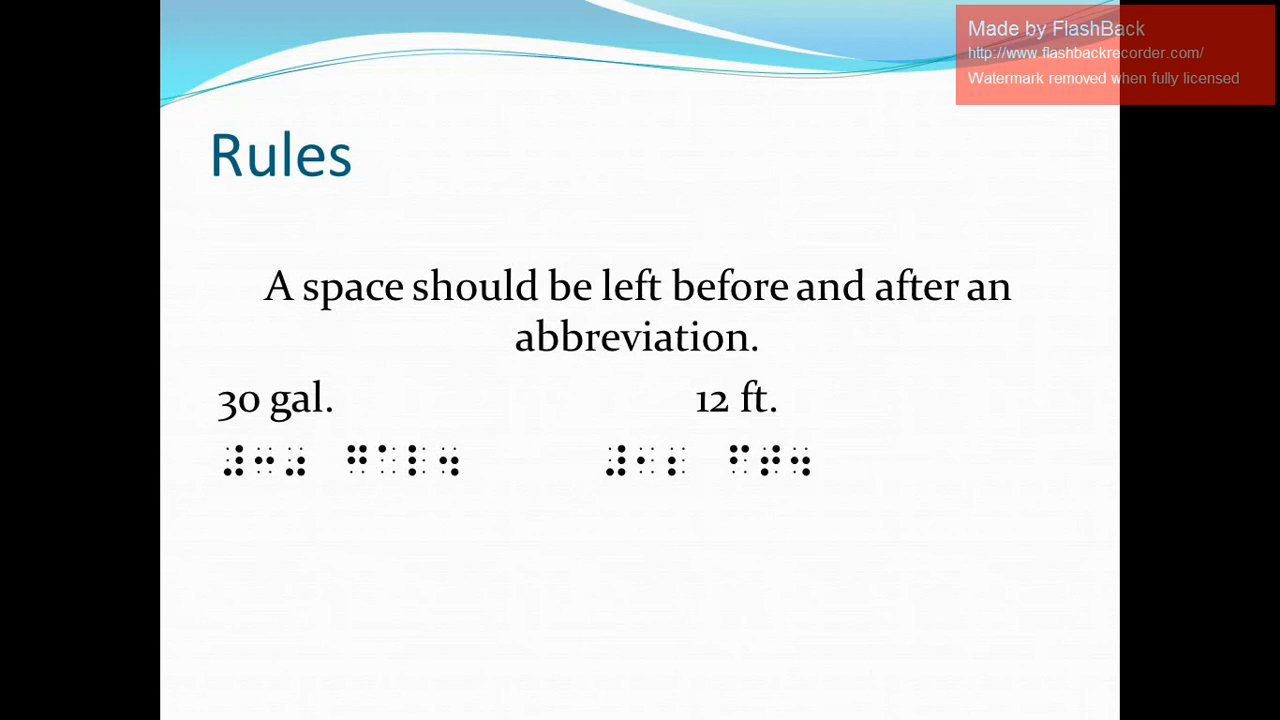 Made by FlashBack
http://www.flashbackrecorder.com/
Watermark removed when fully licensed
Rules
A space should be left before and after an
abbreviation.
30 gal. 12 ft.
⠼⠒⠴ ⠛⠁⠇⠲ ⠼⠂⠆ ⠋⠞⠲